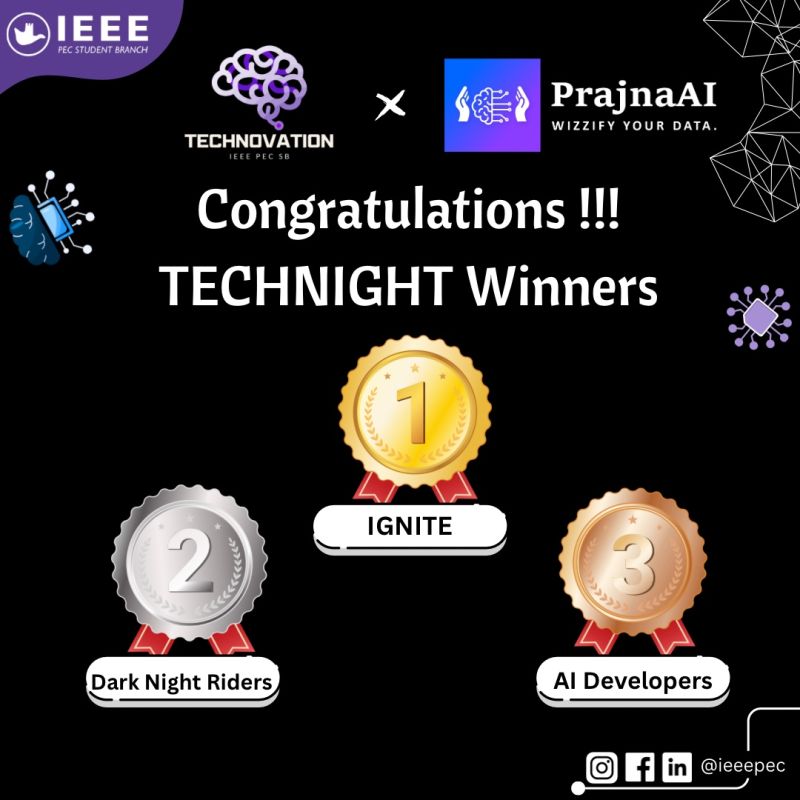 IEEE
PEC STUDENT BRANCH
TECHNOVATION
IEEE PEC SB
PrajnaAI
WIZZIFY YOUR DATA.
Congratulations !!!
TECHNIGHT Winners
1
IGNITE
2
3
Dark Night Riders
AI Developers
@ieeepec